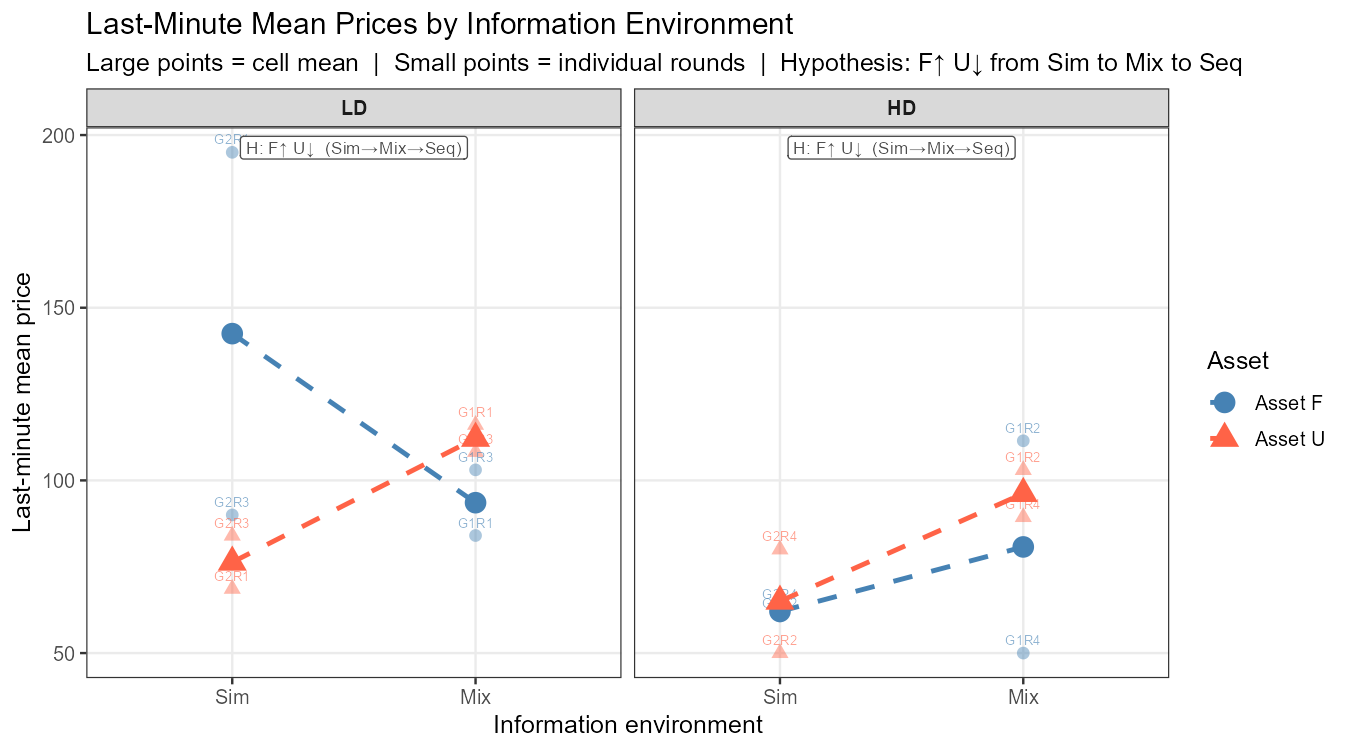 Last-Minute Mean Prices by Information Environment
Large points = cell mean | Small points = individual rounds | Hypothesis: F↑ U↓ from Sim to Mix to Seq
LD
HD
H: F↑ U↓ (Sim→Mix→Seq)
H: F↑ U↓ (Sim→Mix→Seq)
Last-minute mean price
200
150
100
50
G2R3
G2R3
G2R1
G1R1
G1R3
G1R1
G2R4
G2R2
G1R2
G1R2
G1R4
G1R4
Sim
Mix
Sim
Mix
Information environment
Asset
Asset F
Asset U